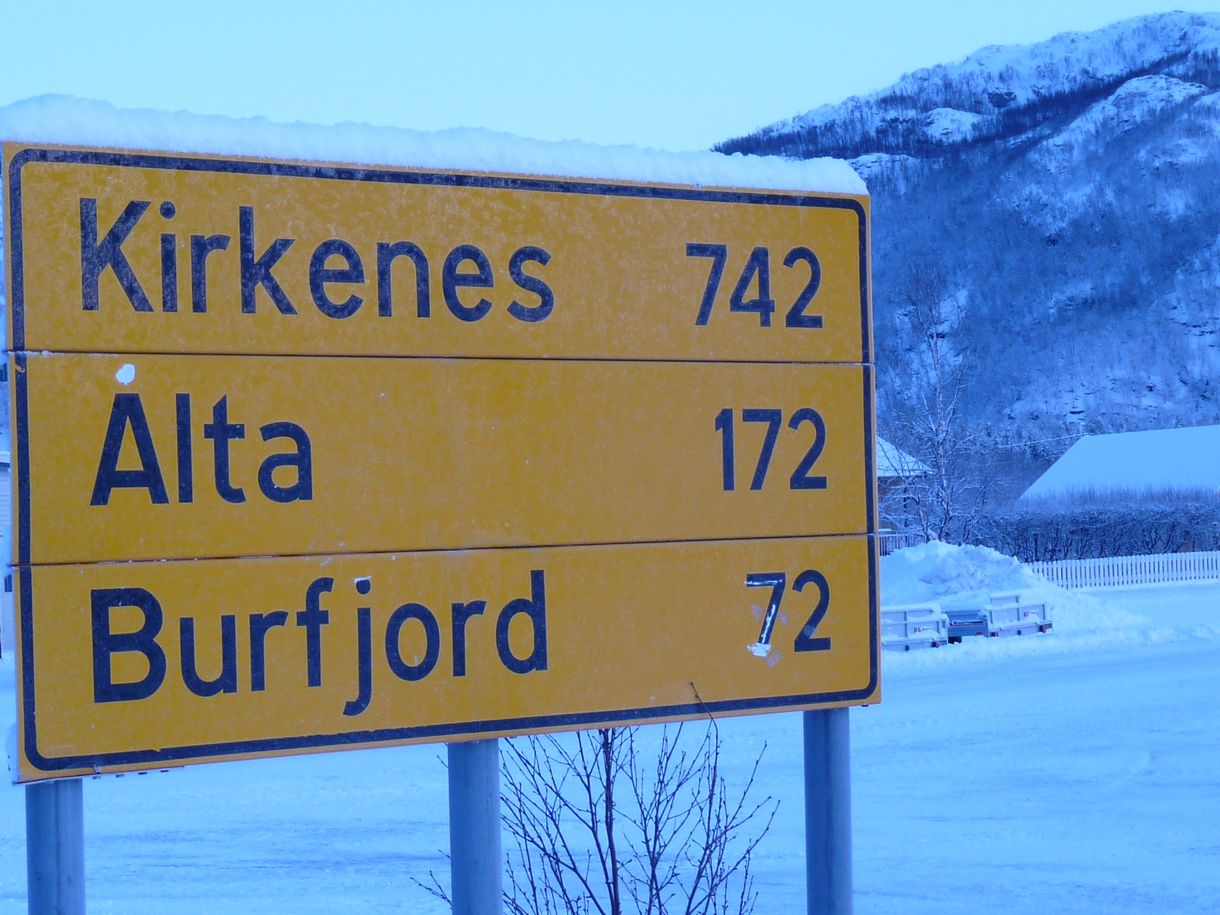 Kirkenes 742
Alta 172
Burfjord 72